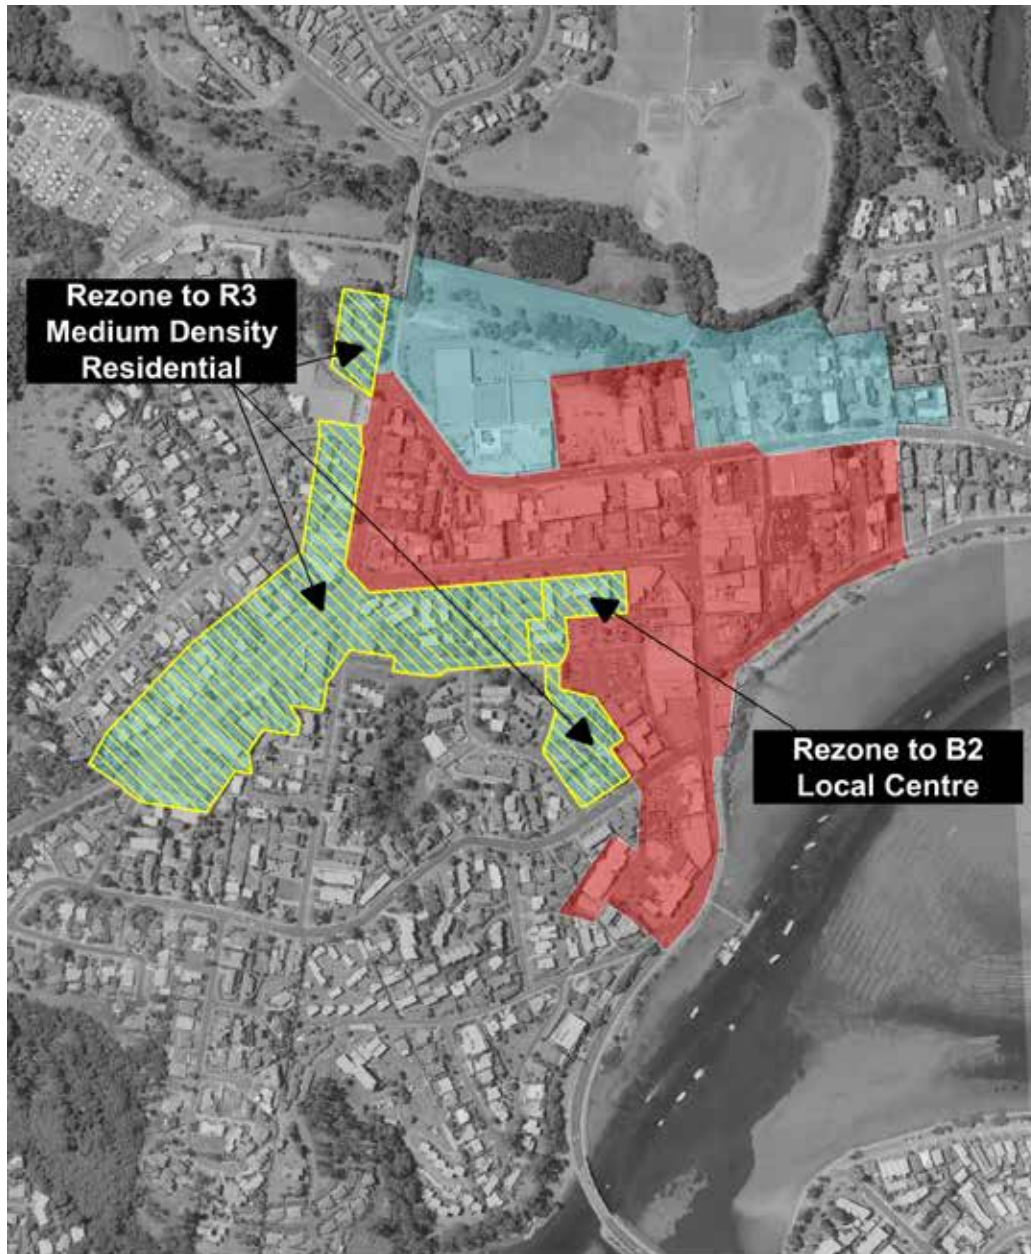 Rezone to R3
Medium Density
Residential
Rezone to B2
Local Centre